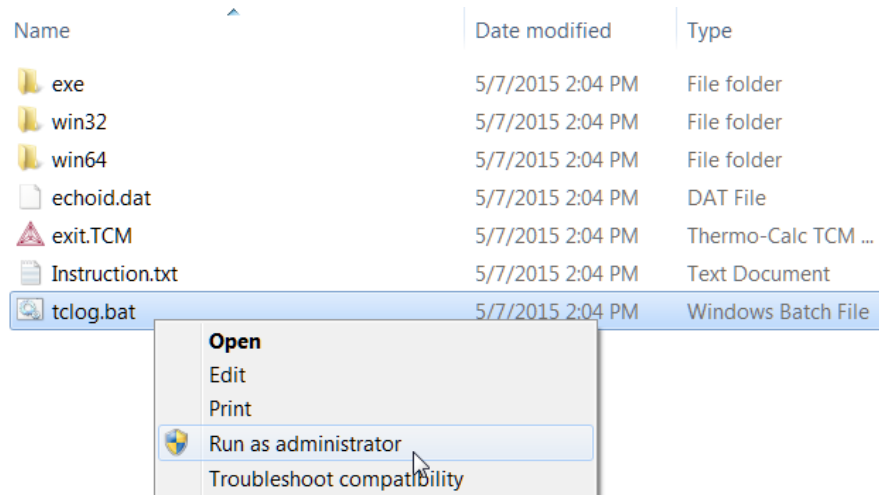 Name Date modified Type
exe 5/7/2015 2:04 PM File folder
win32 5/7/2015 2:04 PM File folder
win64 5/7/2015 2:04 PM File folder
echoid.dat 5/7/2015 2:04 PM DAT File
exit.TCM 5/7/2015 2:04 PM Thermo-Calc TCM ...
Instruction.txt 5/7/2015 2:04 PM Text Document
tclog.bat 5/7/2015 2:04 PM Windows Batch File
Open
Edit
Print
Run as administrator
Troubleshoot compatibility